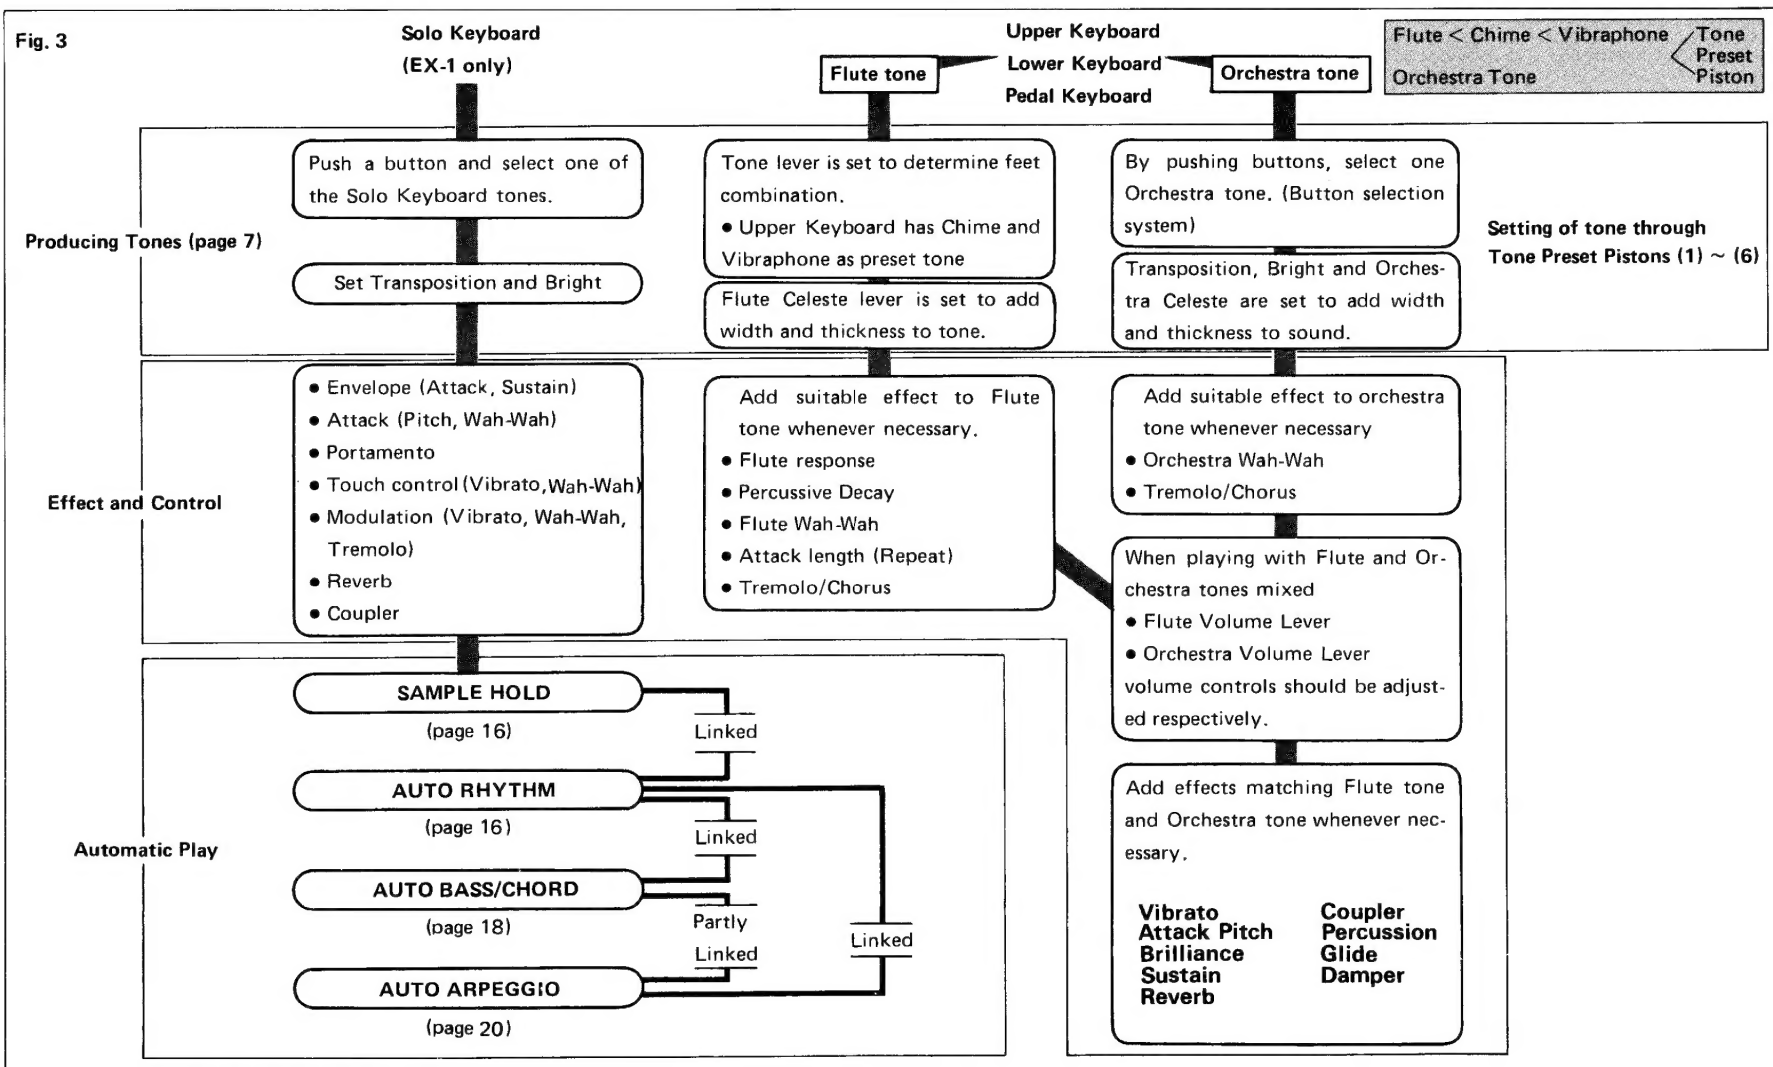 Fig. 3
Solo Keyboard
(EX-1 only)
Upper Keyboard
Lower Keyboard
Pedal Keyboard
Flute tone
Orchestra tone
Flute < Chime < Vibraphone
Orchestra Tone
Tone
Preset
Piston
Producing Tones (page 7)
Push a button and select one of
the Solo Keyboard tones.
Set Transposition and Bright
Tone lever is set to determine feet
combination.
• Upper Keyboard has Chime and
Vibraphone as preset tone
Flute Celeste lever is set to add
width and thickness to tone.
By pushing buttons, select one
Orchestra tone. (Button selection
system)
Transposition, Bright and Orches-
tra Celeste are set to add width
and thickness to sound.
Setting of tone through
Tone Preset Pistons (1) ~ (6)
Effect and Control
• Envelope (Attack, Sustain)
• Attack (Pitch, Wah-Wah)
• Portamento
• Touch control (Vibrato, Wah-Wah)
• Modulation (Vibrato, Wah-Wah,
Tremolo)
• Reverb
• Coupler
Add suitable effect to Flute
tone whenever necessary.
• Flute response
• Percussive Decay
• Flute Wah-Wah
• Attack length (Repeat)
• Tremolo/Chorus
Add suitable effect to orchestra
tone whenever necessary
• Orchestra Wah-Wah
• Tremolo/Chorus
When playing with Flute and Or-
chestra tones mixed
• Flute Volume Lever
• Orchestra Volume Lever
volume controls should be adjust-
ed respectively.
Add effects matching Flute tone
and Orchestra tone whenever nec-
essary.
Vibrato
Attack Pitch
Brilliance
Sustain
Reverb
Coupler
Percussion
Glide
Damper
Automatic Play
SAMPLE HOLD
(page 16)
Linked
AUTO RHYTHM
(page 16)
Linked
AUTO BASS/CHORD
(page 18)
Partly
Linked
Linked
AUTO ARPEGGIO
(page 20)